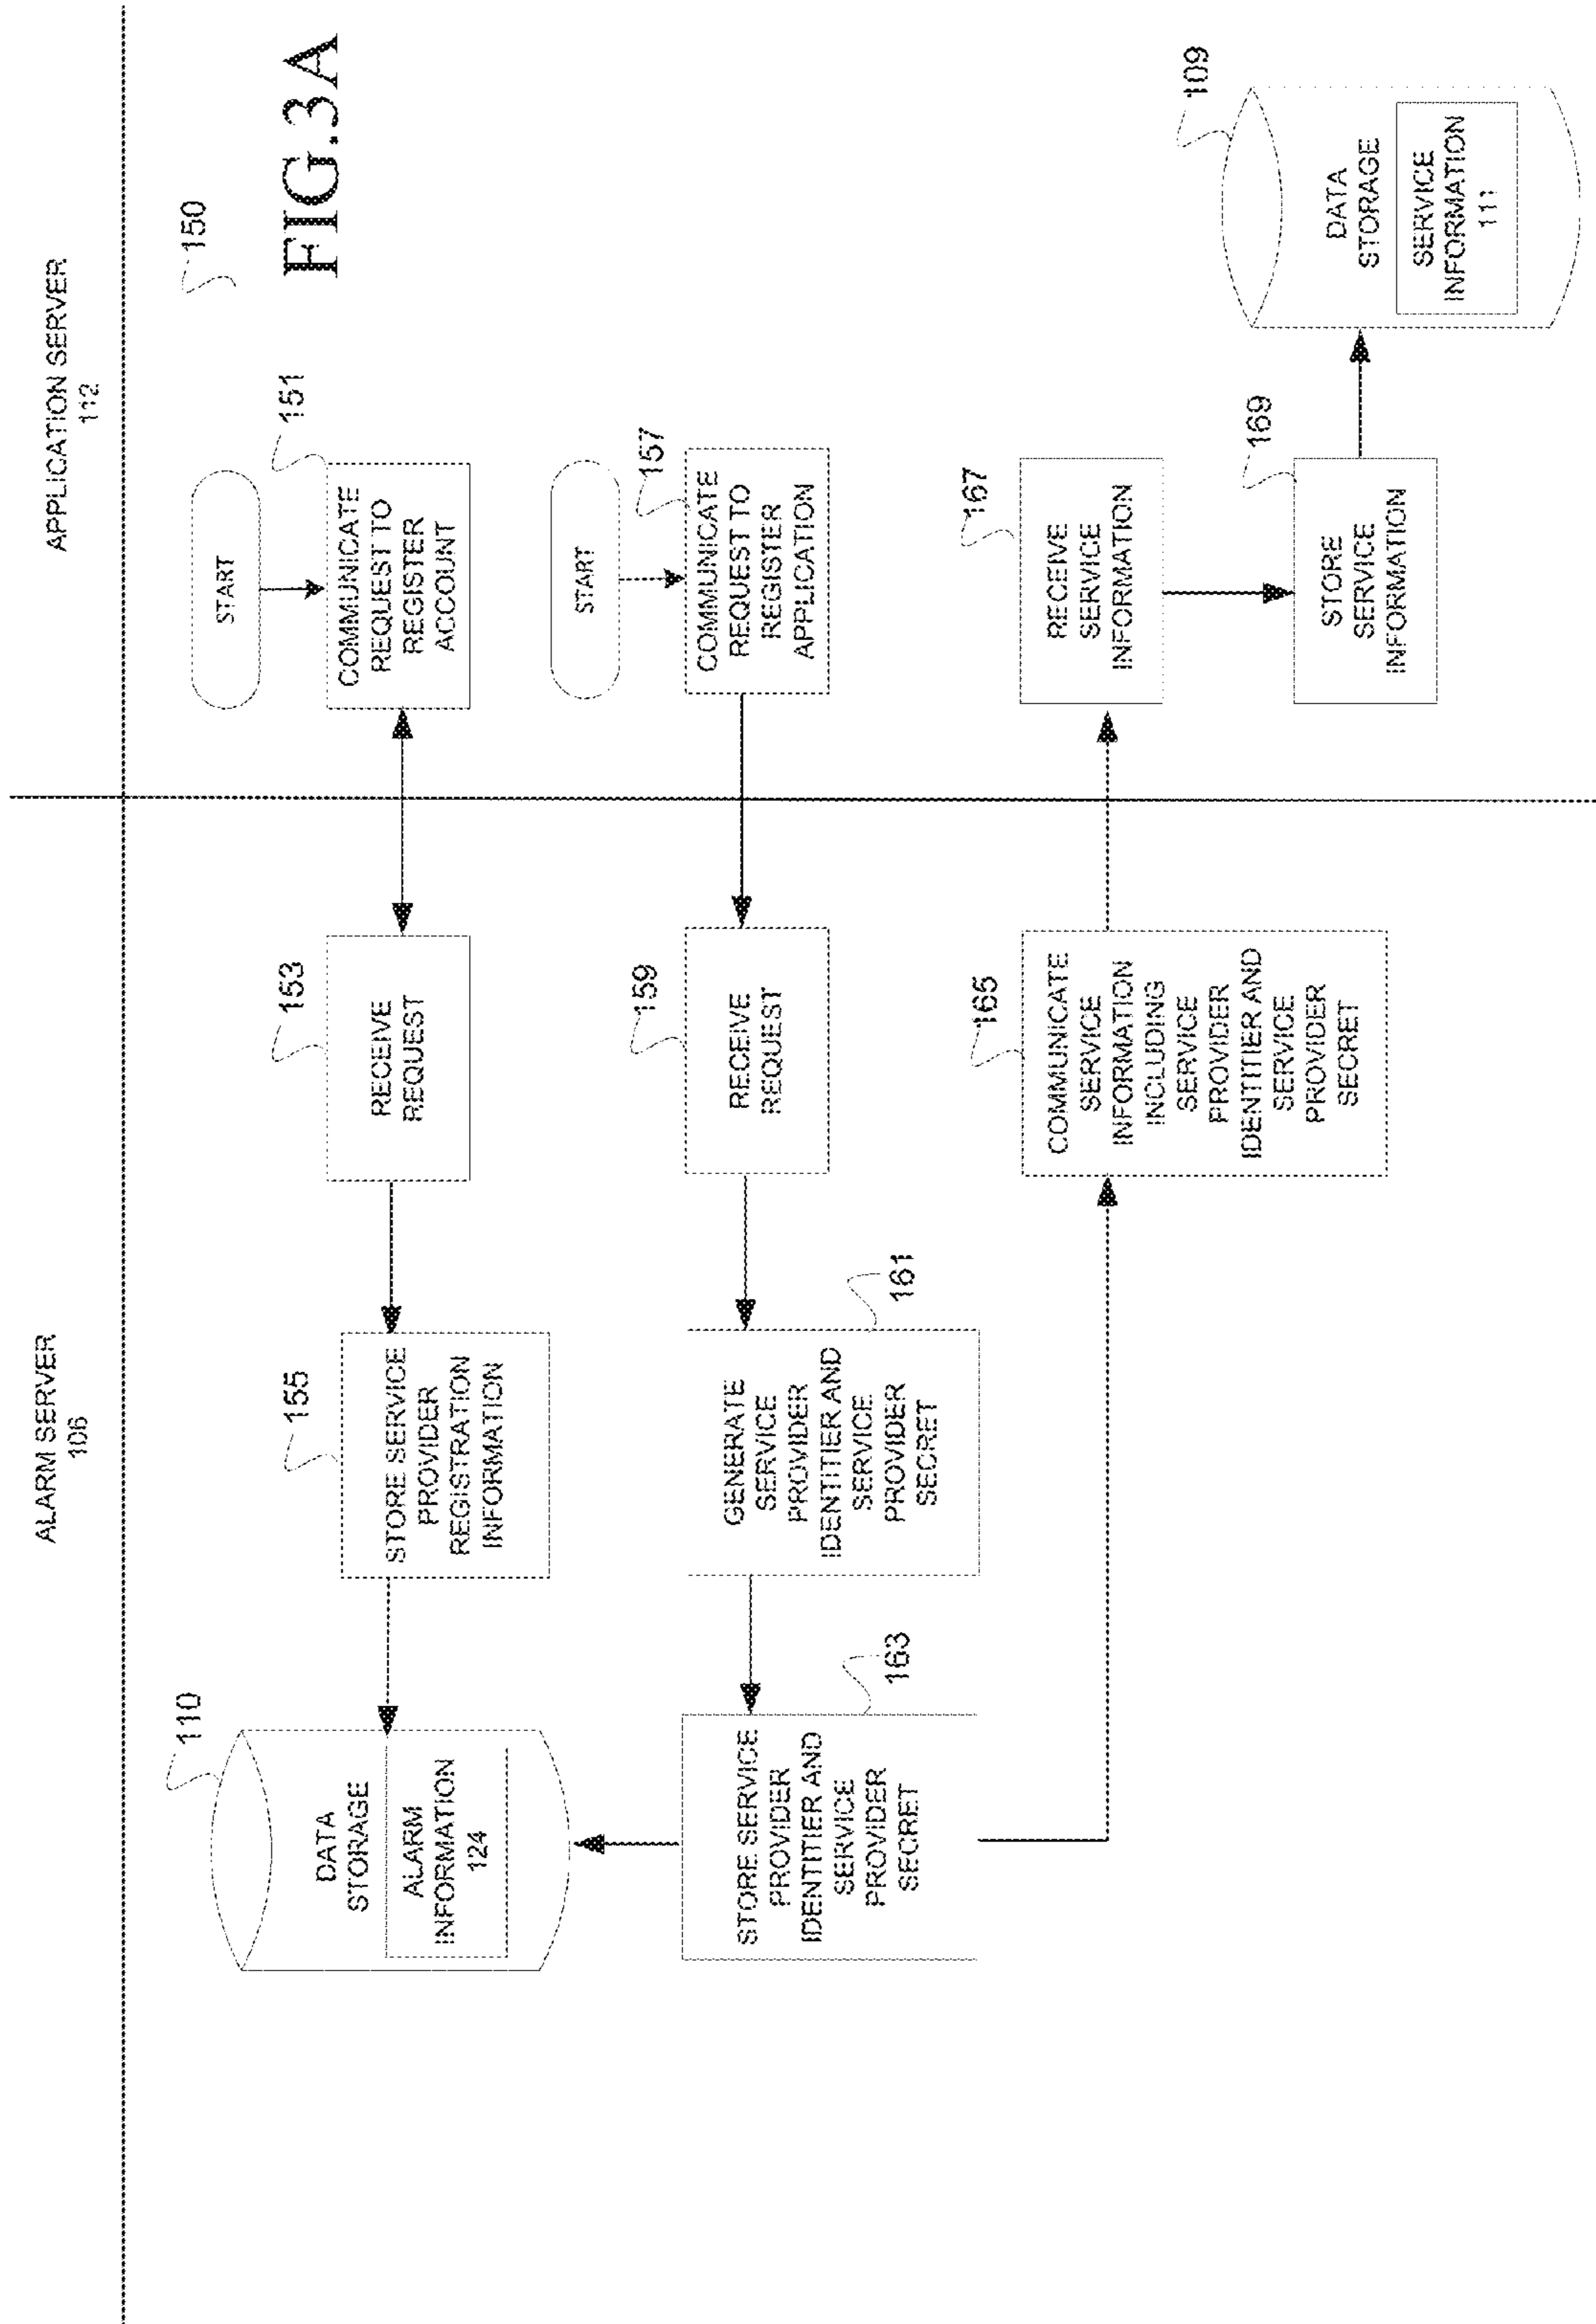 ALARM SERVER
106
APPLICATION SERVER
112
150
FIG.3A
110
DATA
STORAGE
ALARM
INFORMATION
124
155
STORE SERVICE
PROVIDER
REGISTRATION
INFORMATION
153
RECEIVE
REQUEST
START
151
COMMUNICATE
REQUEST TO
REGISTER
ACCOUNT
START
157
COMMUNICATE
REQUEST TO
REGISTER
APPLICATION
159
RECEIVE
REQUEST
161
GENERATE
SERVICE
PROVIDER
IDENTITIER AND
SERVICE
PROVIDER
SECRET
163
STORE SERVICE
PROVIDER
IDENTITIER AND
SERVICE
PROVIDER
SECRET
165
COMMUNICATE
SERVICE
INFORMATION
INCLUDING
SERVICE
PROVIDER
IDENTITIER AND
SERVICE
PROVIDER
SECRET
167
RECEIVE
SERVICE
INFORMATION
169
STORE
SERVICE
INFORMATION
109
DATA
STORAGE
SERVICE
INFORMATION
111